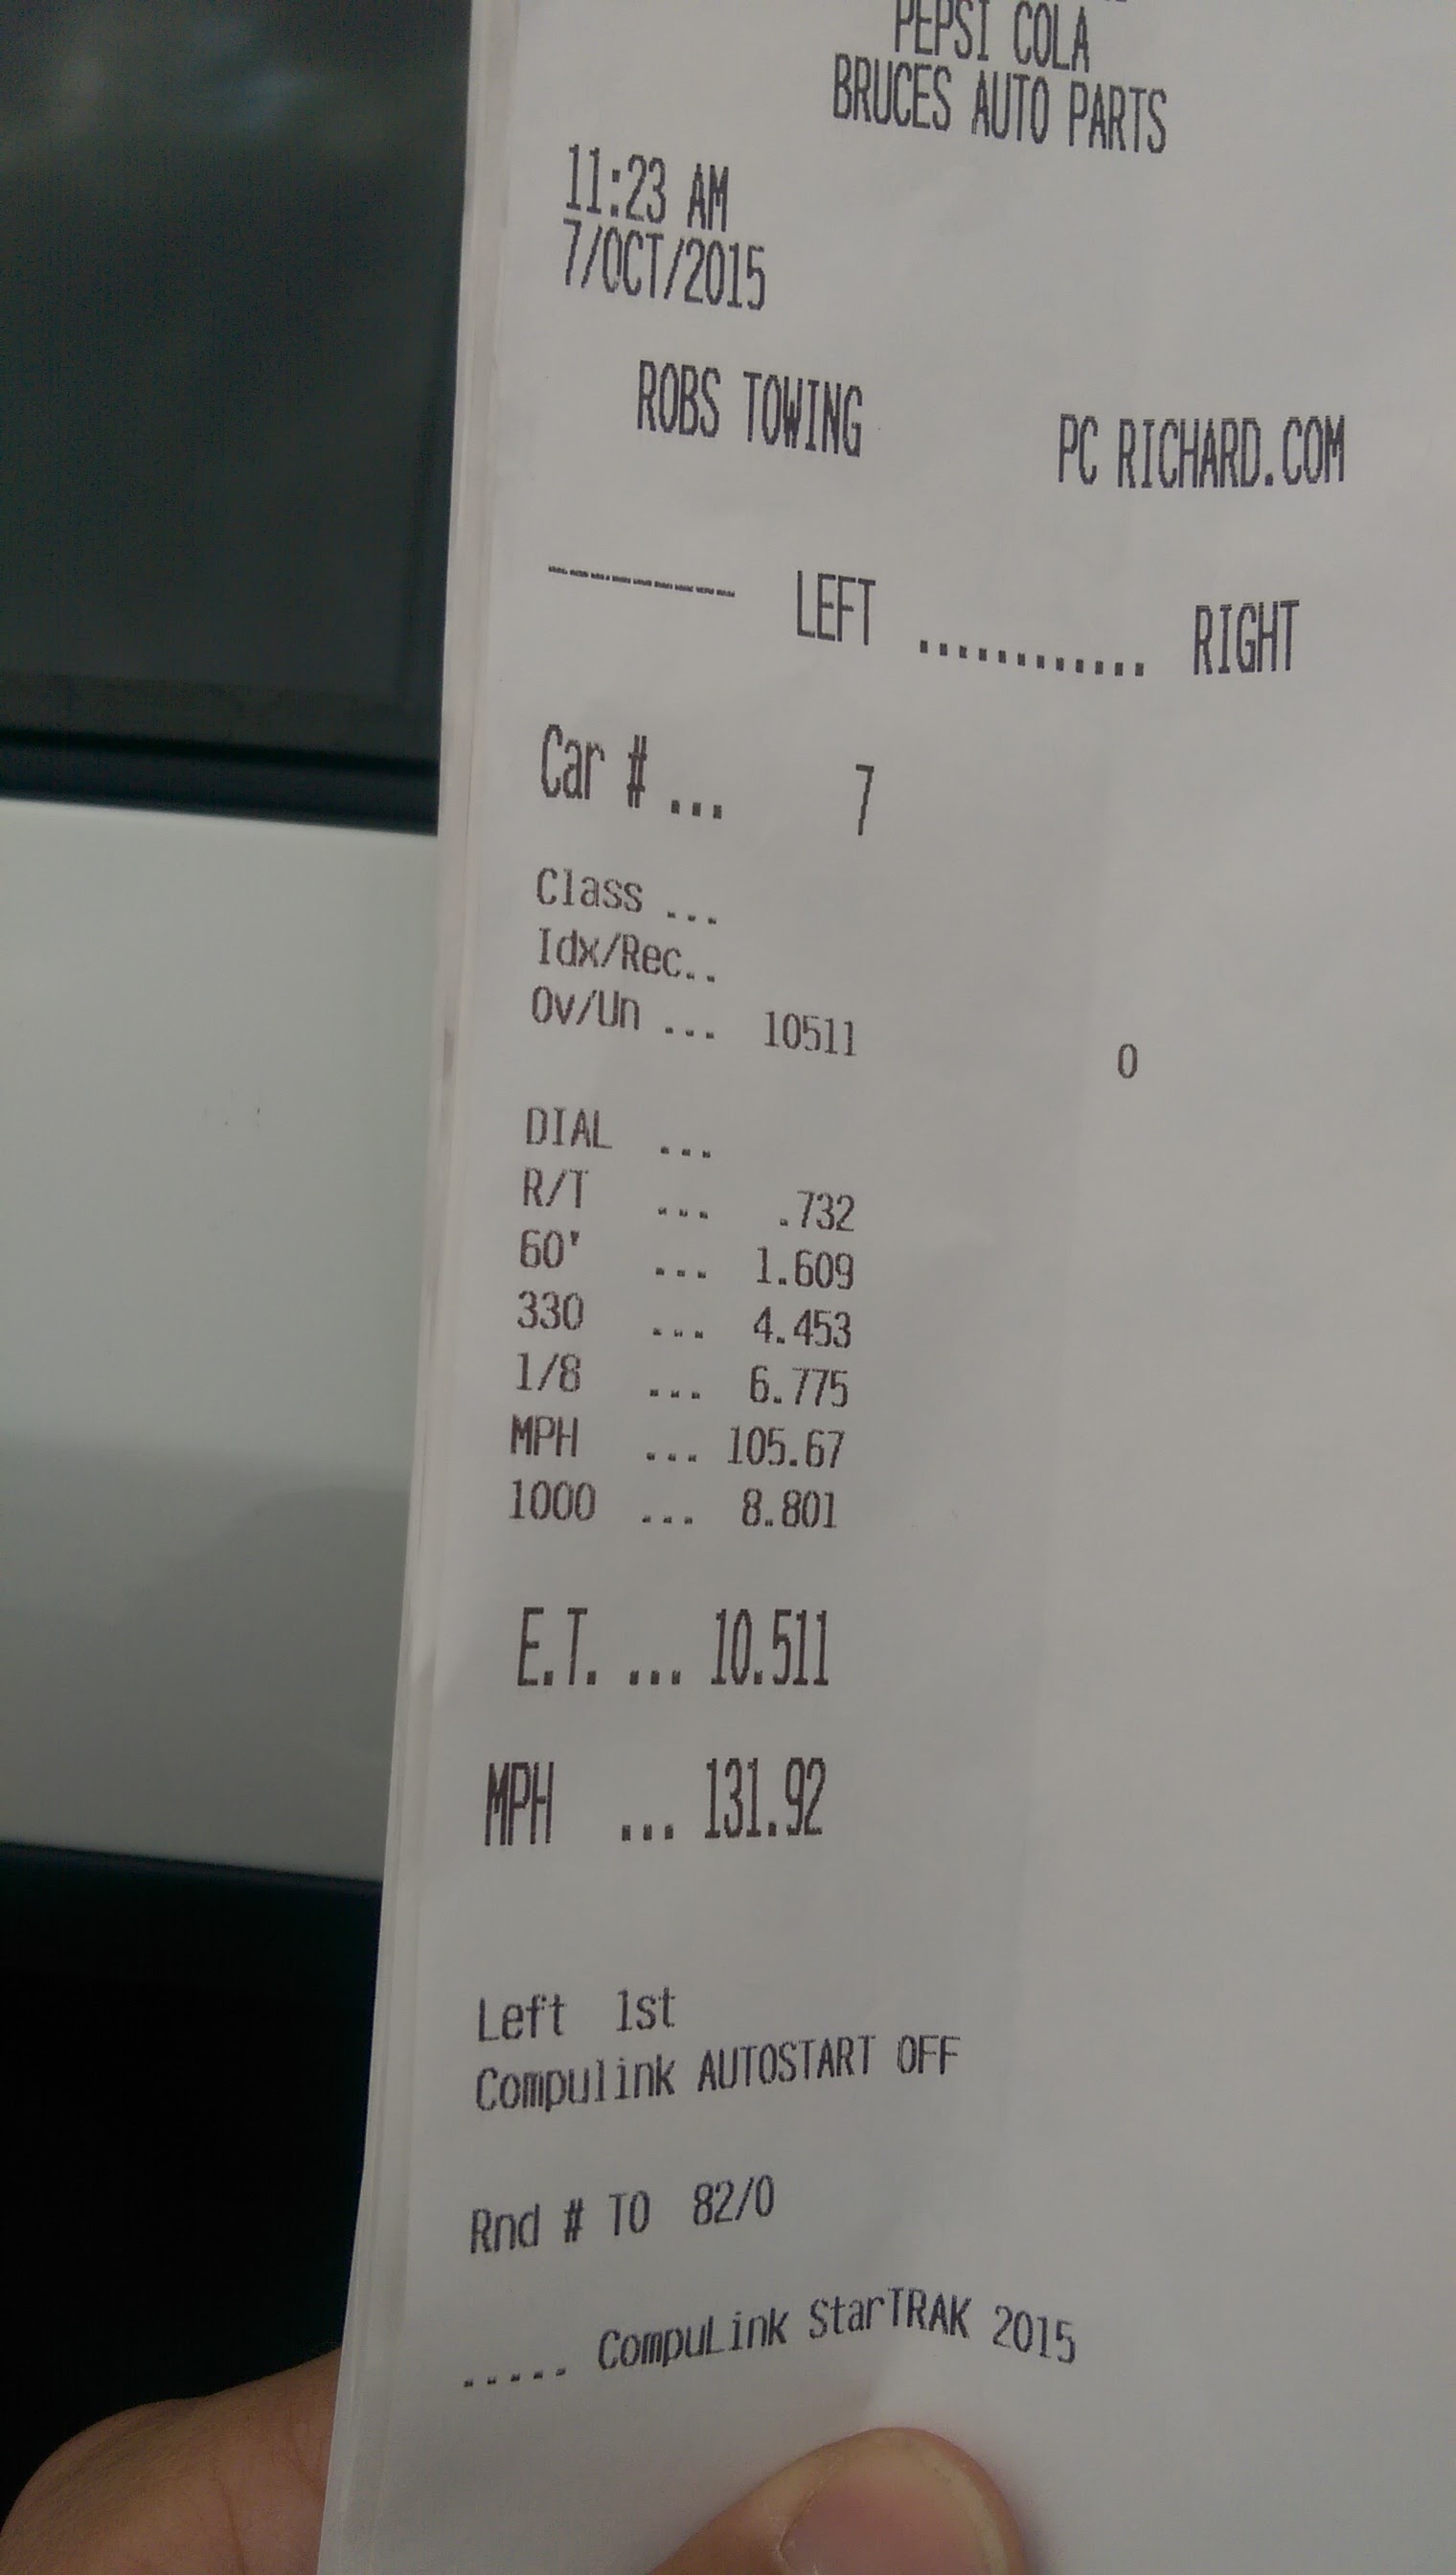 PEPSI COLA
BRUCES AUTO PARTS
11:23 AM
7/OCT/2015
ROBS TOWING PC RICHARD.COM
---------- LEFT ............ RIGHT
Car # ... 7
Class ...
Idx/Rec..
Ov/Un ... 10511 0
DIAL ...
R/T ... .732
60' ... 1.609
330 ... 4.453
1/8 ... 6.775
MPH ... 105.67
1000 ... 8.801
E.T. ... 10.511
MPH ... 131.92
Left 1st
Compulink AUTOSTART OFF
Rnd # TO 82/0
..... CompuLink StarTRAK 2015